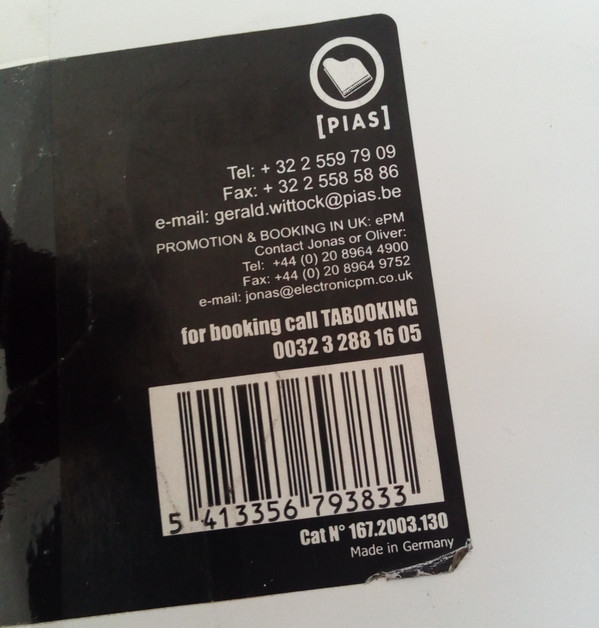 [PIAS]
Tel: + 32 2 559 79 09
Fax: + 32 2 558 58 86
e-mail: gerald.wittock@pias.be
PROMOTION & BOOKING IN UK: ePM
Contact Jonas or Oliver:
Tel: +44 (0) 20 8964 4900
Fax: +44 (0) 20 8964 9752
e-mail: jonas@electronicpm.co.uk
for booking call TABOOKING
0032 3 288 16 05
5 413356 793833
Cat N° 167.2003.130
Made in Germany